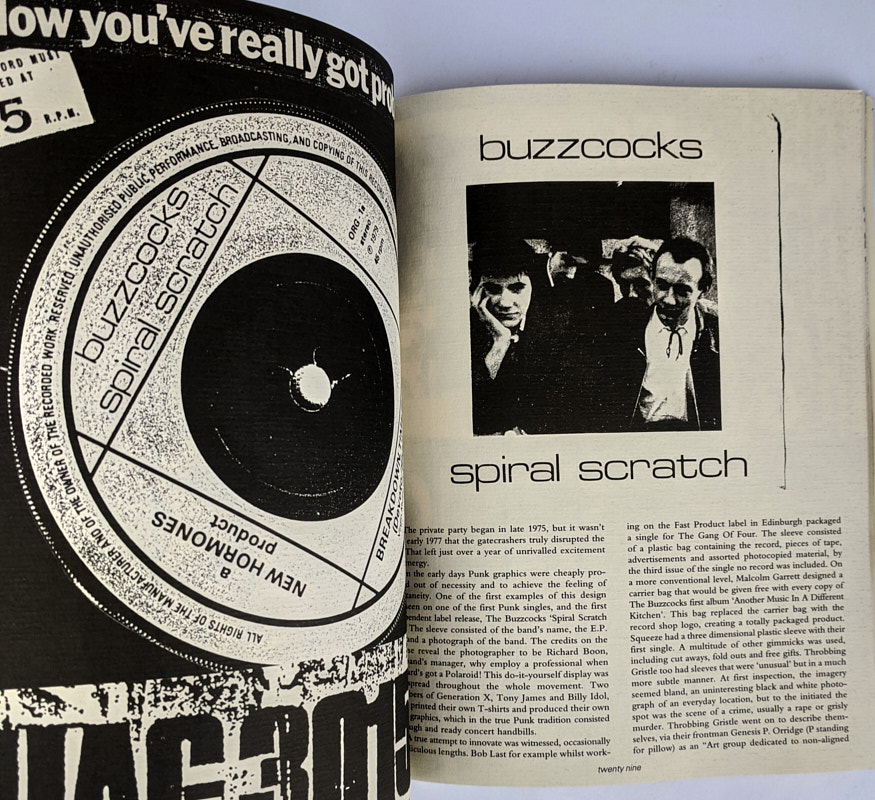 low you've really got pro
ORD MUS
ED AT
5 R.P.M.
ALL RIGHTS OF THE MANUFACTURER AND OF THE OWNER OF THE RECORDED WORK RESERVED UNAUTHORISED PUBLIC PERFORMANCE, BROADCASTING, AND COPYING OF THIS
buzzcocks
spiral scratch
ORG 1
stereo
45 rpm
a
NEW HORMONES
product
BREAKDOWN
buzzcocks
spiral scratch
The private party began in late 1975, but it wasn't
early 1977 that the gatecrashers truly disrupted the
That left just over a year of unrivalled excitement
nergy.
n the early days Punk graphics were cheaply pro-
d out of necessity and to achieve the feeling of
taneity. One of the first examples of this design
een on one of the first Punk singles, and the first
endent label release, The Buzzcocks 'Spiral Scratch
The sleeve consisted of the band's name, the E.P.
nd a photograph of the band. The credits on the
ne reveal the photographer to be Richard Boon,
and's manager, why employ a professional when
ard's got a Polaroid! This do-it-yourself display was
pread throughout the whole movement. Two
bers of Generation X, Tony James and Billy Idol,
printed their own T-shirts and produced their own
graphics, which in the true Punk tradition consisted
ugh and ready concert handbills.
A true attempt to innovate was witnessed, occasionally
diculous lengths. Bob Last for example whilst work-
ing on the Fast Product label in Edinburgh packaged
a single for The Gang Of Four. The sleeve consisted
of a plastic bag containing the record, pieces of tape,
advertisements and assorted photocopied material, by
the third issue of the single no record was included. On
a more conventional level, Malcolm Garrett designed a
carrier bag that would be given free with every copy of
The Buzzcocks first album 'Another Music In A Different
Kitchen'. This bag replaced the carrier bag with the
record shop logo, creating a totally packaged product.
Squeeze had a three dimensional plastic sleeve with their
first single. A multitude of other gimmicks was used,
including cut aways, fold outs and free gifts. Throbbing
Gristle too had sleeves that were 'unusual' but in a much
more subtle manner. At first inspection, the imagery
seemed bland, an uninteresting black and white photo-
graph of an everyday location, but to the initiated the
spot was the scene of a crime, usually a rape or grisly
murder. Throbbing Gristle went on to describe them-
selves, via their frontman Genesis P. Orridge (P standing
for pillow) as an "Art group dedicated to non-aligned
twenty nine